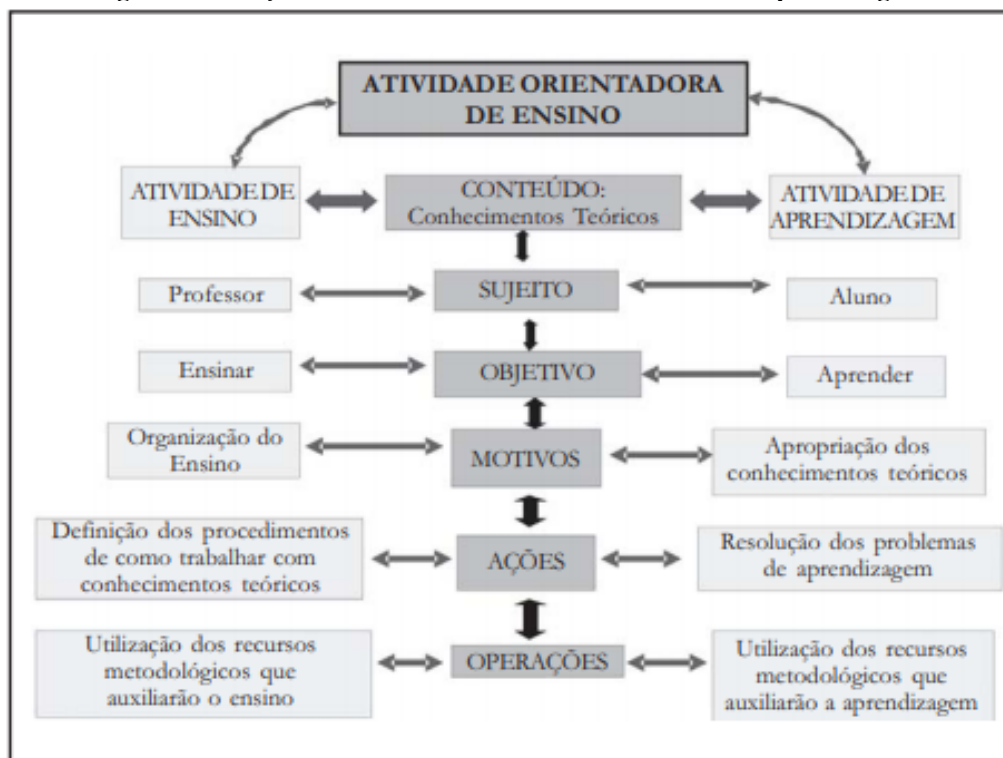 ATIVIDADE ORIENTADORA
DE ENSINO
ATIVIDADE DE
ENSINO
CONTEÚDO:
Conhecimentos Teóricos
ATIVIDADE DE
APRENDIZAGEM
Professor
SUJEITO
Aluno
Ensinar
OBJETIVO
Aprender
Organização do
Ensino
MOTIVOS
Apropriação dos
conhecimentos teóricos
Definição dos procedimentos
de como trabalhar com
conhecimentos teóricos
AÇÕES
Resolução dos problemas
de aprendizagem
Utilização dos recursos
metodológicos que
auxiliarão o ensino
OPERAÇÕES
Utilização dos recursos
metodológicos que
auxiliarão a aprendizagem